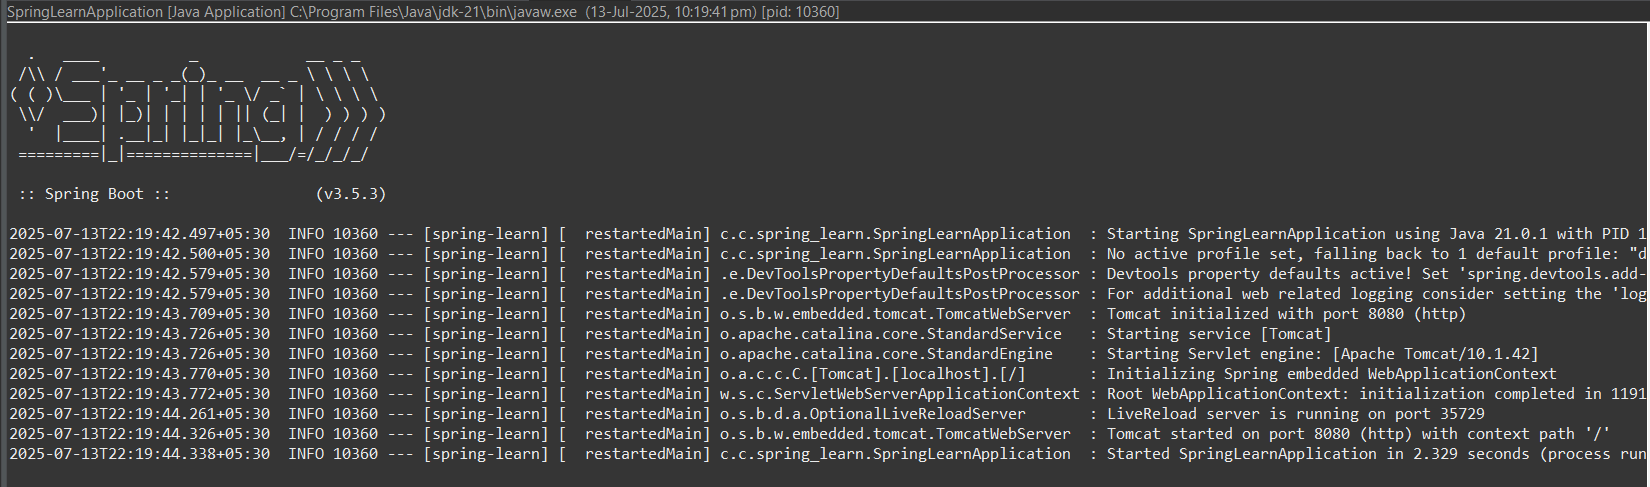 SpringLearnApplication [Java Application] C:\Program Files\Java\jdk-21\bin\javaw.exe  (13-Jul-2025, 10:19:41 pm) [pid: 10360]
  .   ____          _            __ _ _
 /\\ / ___'_ __ _ _(_)_ __  __ _ \ \ \ \
( ( )\___ | '_ | '_| | '_ \/ _` | \ \ \ \
 \\/  ___)| |_)| | | | | || (_| |  ) ) ) )
  '  |____| .__|_| |_|_| |_\__, | / / / /
 =========|_|==============|___/=/_/_/_/
 :: Spring Boot ::                (v3.5.3)
2025-07-13T22:19:42.497+05:30  INFO 10360 --- [spring-learn] [  restartedMain] c.c.spring_learn.SpringLearnApplication  : Starting SpringLearnApplication using Java 21.0.1 with PID 1
2025-07-13T22:19:42.500+05:30  INFO 10360 --- [spring-learn] [  restartedMain] c.c.spring_learn.SpringLearnApplication  : No active profile set, falling back to 1 default profile: "d
2025-07-13T22:19:42.579+05:30  INFO 10360 --- [spring-learn] [  restartedMain] .e.DevToolsPropertyDefaultsPostProcessor : Devtools property defaults active! Set 'spring.devtools.add-
2025-07-13T22:19:42.579+05:30  INFO 10360 --- [spring-learn] [  restartedMain] .e.DevToolsPropertyDefaultsPostProcessor : For additional web related logging consider setting the 'log
2025-07-13T22:19:43.709+05:30  INFO 10360 --- [spring-learn] [  restartedMain] o.s.b.w.embedded.tomcat.TomcatWebServer  : Tomcat initialized with port 8080 (http)
2025-07-13T22:19:43.726+05:30  INFO 10360 --- [spring-learn] [  restartedMain] o.apache.catalina.core.StandardService   : Starting service [Tomcat]
2025-07-13T22:19:43.726+05:30  INFO 10360 --- [spring-learn] [  restartedMain] o.apache.catalina.core.StandardEngine    : Starting Servlet engine: [Apache Tomcat/10.1.42]
2025-07-13T22:19:43.770+05:30  INFO 10360 --- [spring-learn] [  restartedMain] o.a.c.c.C.[Tomcat].[localhost].[/]       : Initializing Spring embedded WebApplicationContext
2025-07-13T22:19:43.772+05:30  INFO 10360 --- [spring-learn] [  restartedMain] w.s.c.ServletWebServerApplicationContext : Root WebApplicationContext: initialization completed in 1191
2025-07-13T22:19:44.261+05:30  INFO 10360 --- [spring-learn] [  restartedMain] o.s.b.d.a.OptionalLiveReloadServer       : LiveReload server is running on port 35729
2025-07-13T22:19:44.326+05:30  INFO 10360 --- [spring-learn] [  restartedMain] o.s.b.w.embedded.tomcat.TomcatWebServer  : Tomcat started on port 8080 (http) with context path '/'
2025-07-13T22:19:44.338+05:30  INFO 10360 --- [spring-learn] [  restartedMain] c.c.spring_learn.SpringLearnApplication  : Started SpringLearnApplication in 2.329 seconds (process run